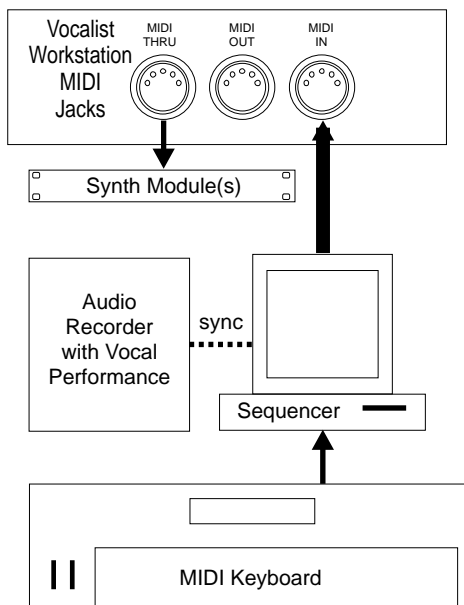 Vocalist
Workstation
MIDI
Jacks
MIDI
THRU
MIDI
OUT
MIDI
IN
Synth Module(s)
Audio
Recorder
with Vocal
Performance
sync
Sequencer
MIDI Keyboard